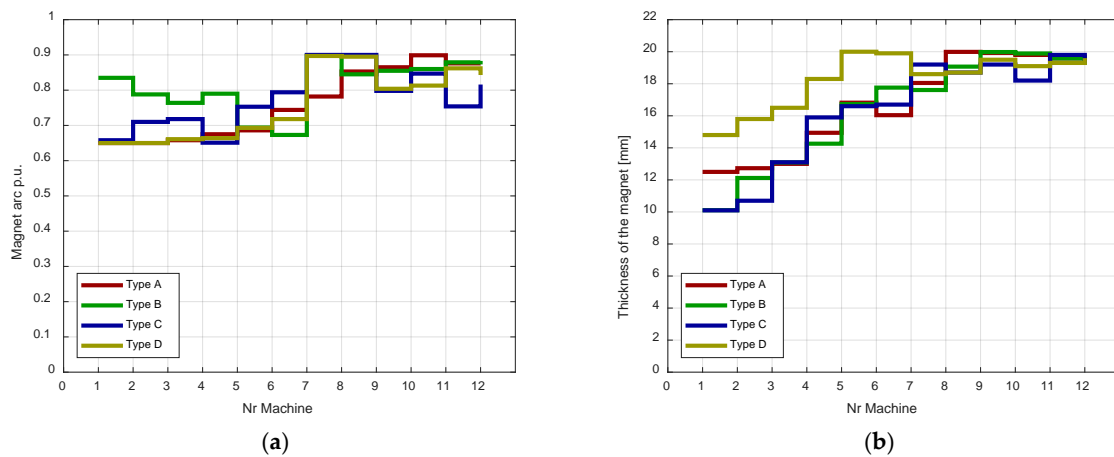 Magnet arc p.u.
1
0.9
0.8
0.7
0.6
0.5
0.4
0.3
0.2
0.1
0
Type A
Type B
Type C
Type D
0 1 2 3 4 5 6 7 8 9 10 11 12
Nr Machine
(a)
Thickness of the magnet [mm]
22
20
18
16
14
12
10
8
6
4
2
0
Type A
Type B
Type C
Type D
0 1 2 3 4 5 6 7 8 9 10 11 12
Nr Machine
(b)